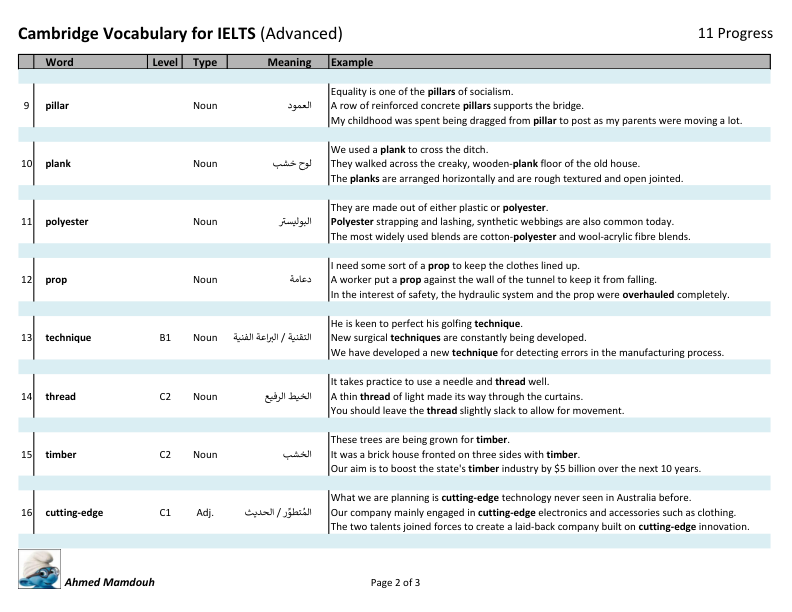 Cambridge Vocabulary for IELTS (Advanced) 11 Progress
Word Level Type Meaning Example
Equality is one of the pillars of socialism.
9 pillar Noun العمود A row of reinforced concrete pillars supports the bridge.
My childhood was spent being dragged from pillar to post as my parents were moving a lot.
We used a plank to cross the ditch.
10 plank Noun لوح خشب They walked across the creaky, wooden-plank floor of the old house.
The planks are arranged horizontally and are rough textured and open jointed.
They are made out of either plastic or polyester.
11 polyester Noun البوليستر Polyester strapping and lashing, synthetic webbings are also common today.
The most widely used blends are cotton-polyester and wool-acrylic fibre blends.
I need some sort of a prop to keep the clothes lined up.
12 prop Noun دعامة A worker put a prop against the wall of the tunnel to keep it from falling.
In the interest of safety, the hydraulic system and the prop were overhauled completely.
He is keen to perfect his golfing technique.
13 technique B1 Noun التقنية / البراعة الفنية New surgical techniques are constantly being developed.
We have developed a new technique for detecting errors in the manufacturing process.
It takes practice to use a needle and thread well.
14 thread C2 Noun الخيط الرفيع A thin thread of light made its way through the curtains.
You should leave the thread slightly slack to allow for movement.
These trees are being grown for timber.
15 timber C2 Noun الخشب It was a brick house fronted on three sides with timber.
Our aim is to boost the state's timber industry by $5 billion over the next 10 years.
What we are planning is cutting-edge technology never seen in Australia before.
16 cutting-edge C1 Adj. المُتطوِّر / الحديث Our company mainly engaged in cutting-edge electronics and accessories such as clothing.
The two talents joined forces to create a laid-back company built on cutting-edge innovation.
Ahmed Mamdouh Page 2 of 3